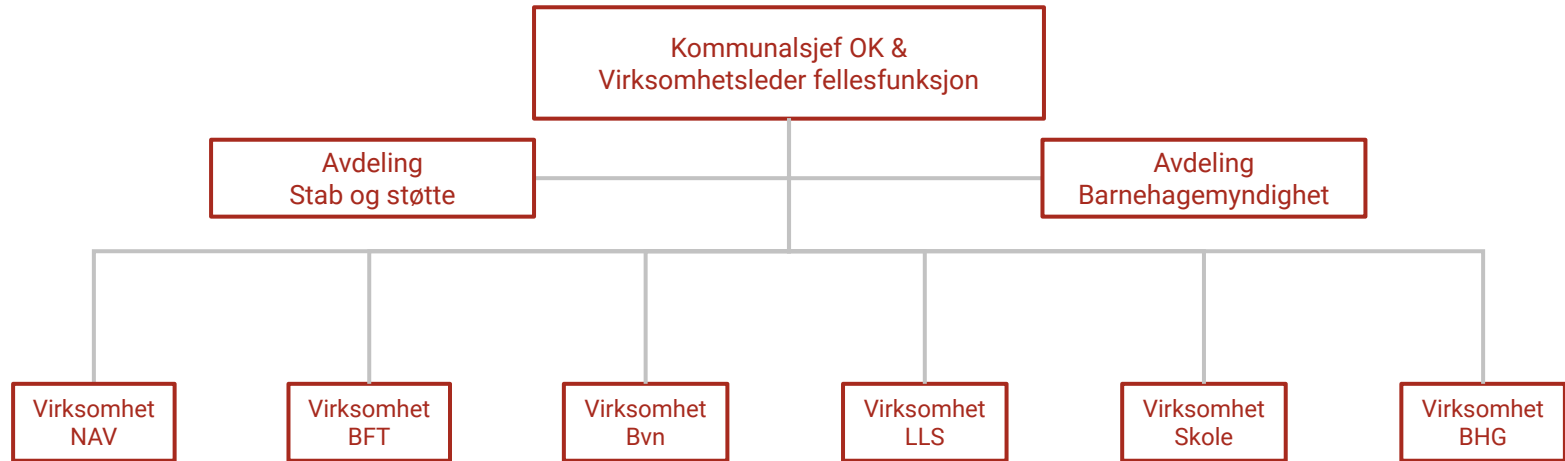 Kommunalsjef OK &
Virksomhetsleder fellesfunksjon
Avdeling
Stab og støtte
Avdeling
Barnehagemyndighet
Virksomhet
NAV
Virksomhet
BFT
Virksomhet
Bvn
Virksomhet
LLS
Virksomhet
Skole
Virksomhet
BHG